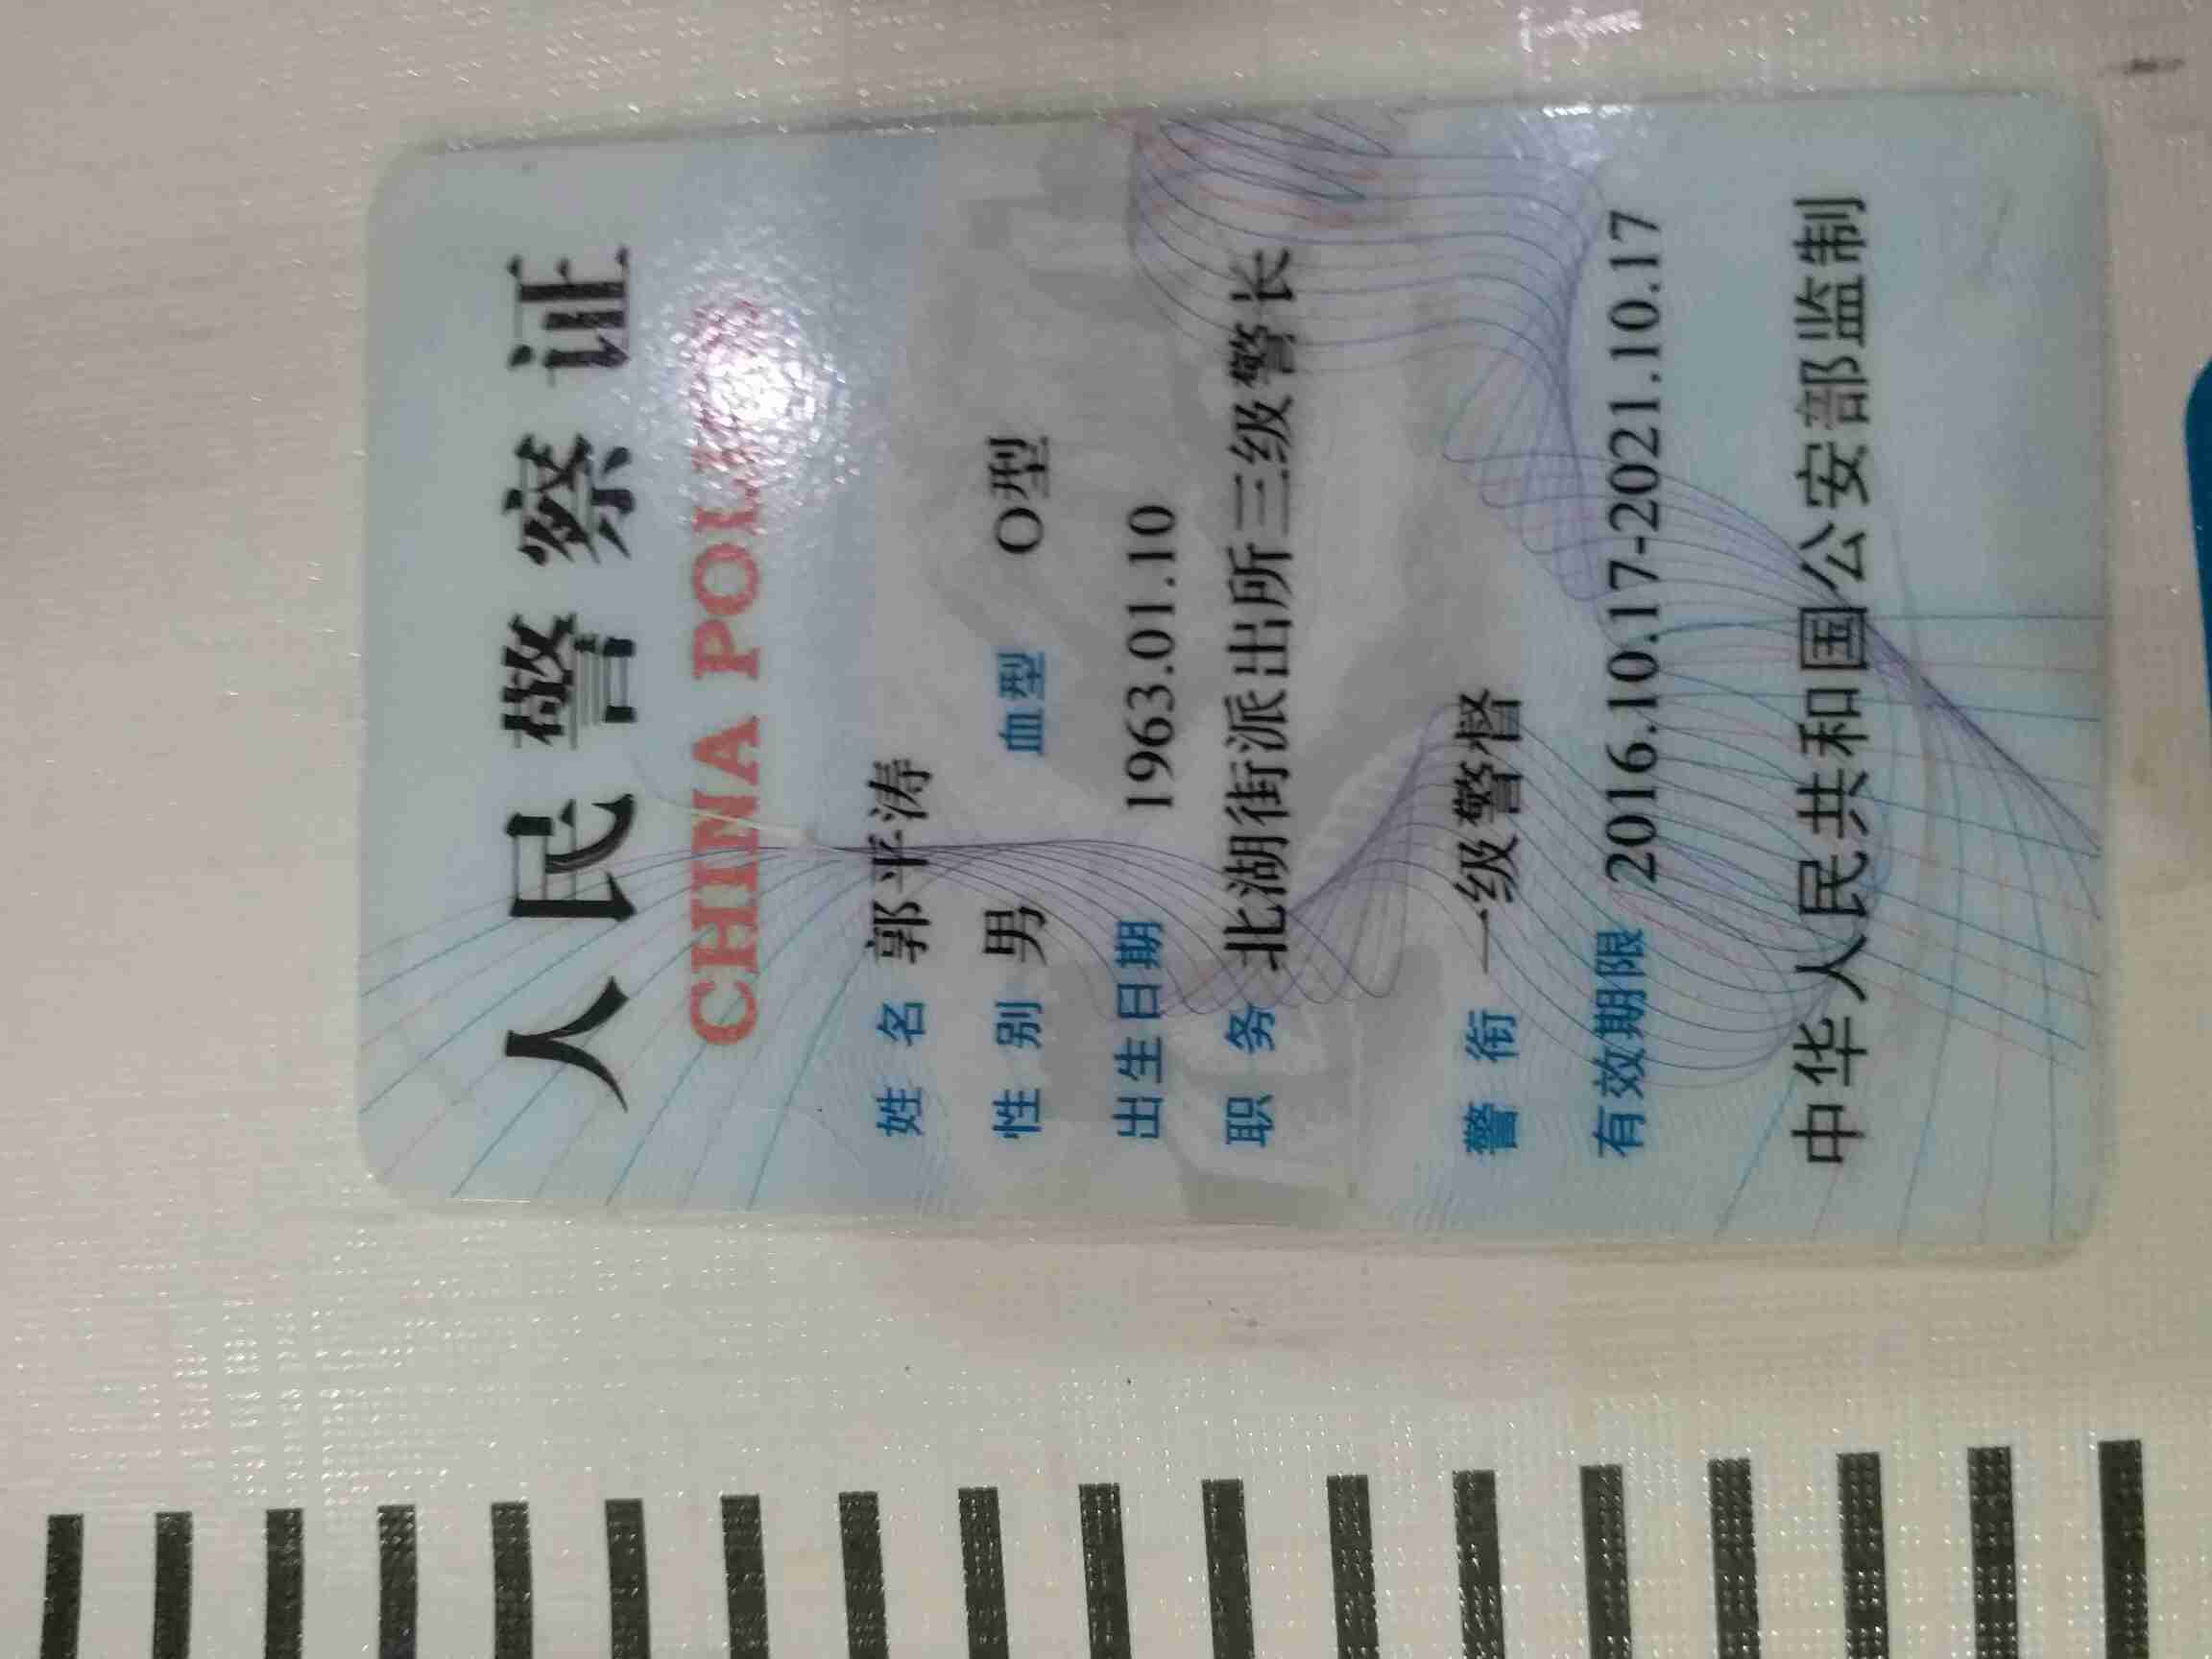 人民警察证
CHINA POLICE
姓 名 郭平涛
性 别 男 血型 O型
出生日期 1963.01.10
职 务 北湖街派出所三级警长
警 衔 一级警督
有效期限 2016.10.17-2021.10.17
中华人民共和国公安部监制